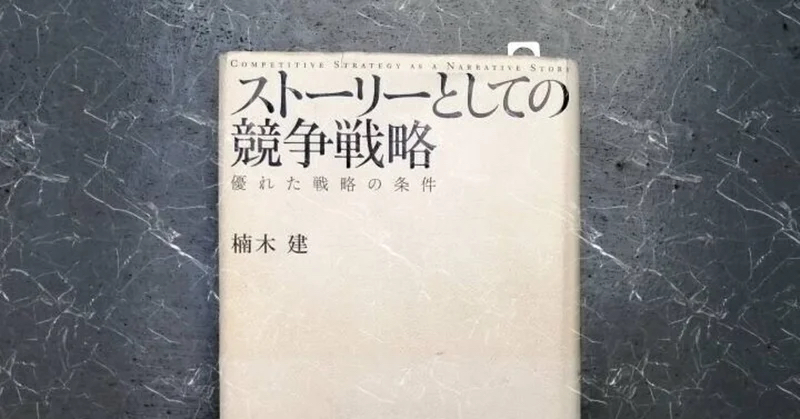 COMPETITIVE STRATEGY AS A NARRATIVE STORY
ストーリーとしての
競争戦略
優れた戦略の条件
楠木 建